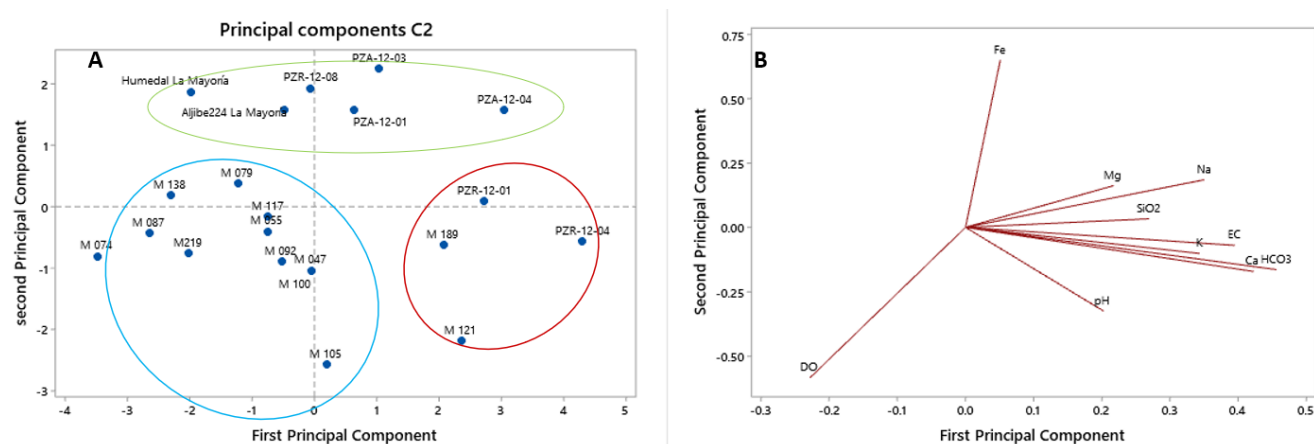 Principal components C2
A
PZA-12-03
Humedal La Mayoría
PZR-12-08
PZA-12-04
Aljibe224 La Mayoria
PZA-12-01
M 079
M 138
PZR-12-01
M 117
M 087
M 055
M 189
PZR-12-04
M 074
M219
M 092
M 047
M 100
M 121
M 105
2
1
0
-1
-2
-3
-4 -3 -2 -1 0 1 2 3 4 5
second Principal Component
First Principal Component
B
0.75
0.50
0.25
0.00
-0.25
-0.50
Fe
Mg
Na
SiO2
EC
K
Ca
HCO3
pH
DO
-0.3 -0.2 -0.1 0.0 0.1 0.2 0.3 0.4 0.5
Second Principal Component
First Principal Component